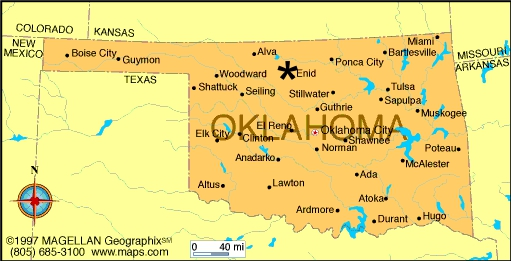 COLORADO
KANSAS
NEW
MEXICO
Miami
MISSOURI
ARKANSAS
Boise City
Guymon
Alva
Bartlesville
Ponca City
TEXAS
Woodward
*
Enid
Shattuck
Seiling
Stillwater
Tulsa
Sapulpa
Guthrie
Muskogee
OKLAHOMA
El Reno
Oklahoma City
Elk City
Clinton
Shawnee
Norman
Poteau
Anadarko
McAlester
N
Ada
Altus
Lawton
Atoka
Ardmore
Hugo
Durant
©1997 MAGELLAN GeographixSM
(805) 685-3100 www.maps.com
0 40 mi